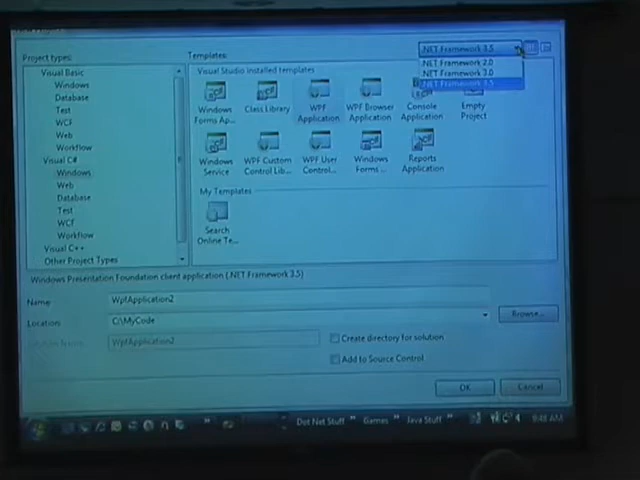 Project types:
Templates:
.NET Framework 3.5
.NET Framework 2.0
.NET Framework 3.0
.NET Framework 3.5
Visual Basic
Windows
Database
Test
WCF
Web
Workflow
Visual C#
Windows
Web
Database
Test
WCF
Workflow
Visual C++
Other Project Types
Visual Studio installed templates
Windows Forms Ap...
Class Library
WPF Application
WPF Browser Application
Console Application
Empty Project
Windows Service
WPF Custom Control Lib...
WPF User Control...
Windows Forms ...
Reports Application
My Templates
Search Online Te...
Windows Presentation Foundation client application (.NET Framework 3.5)
Name:
WpfApplication2
Location:
C:\MyCode
Browse...
WpfApplication2
Create directory for solution
Add to Source Control
OK
Cancel
Dot Net Stuff
Games
Java Stuff
9:48 AM